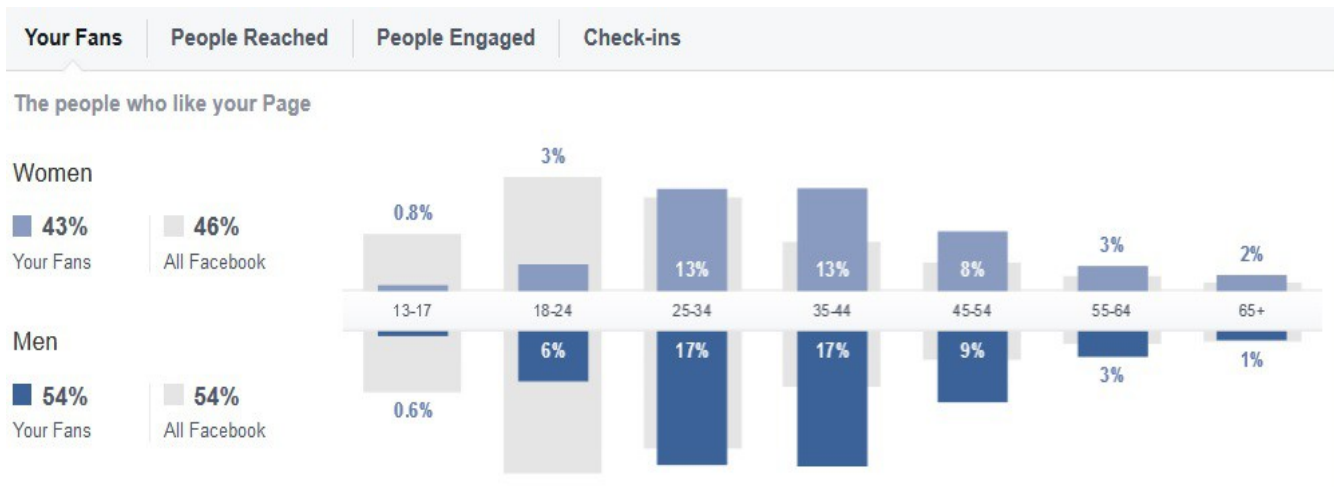 Your Fans People Reached People Engaged Check-ins
The people who like your Page
Women
43% 46%
Your Fans All Facebook
0.8% 3% 13% 13% 8% 3% 2%
13-17 18-24 25-34 35-44 45-54 55-64 65+
Men
54% 54%
Your Fans All Facebook
0.6% 6% 17% 17% 9% 3% 1%